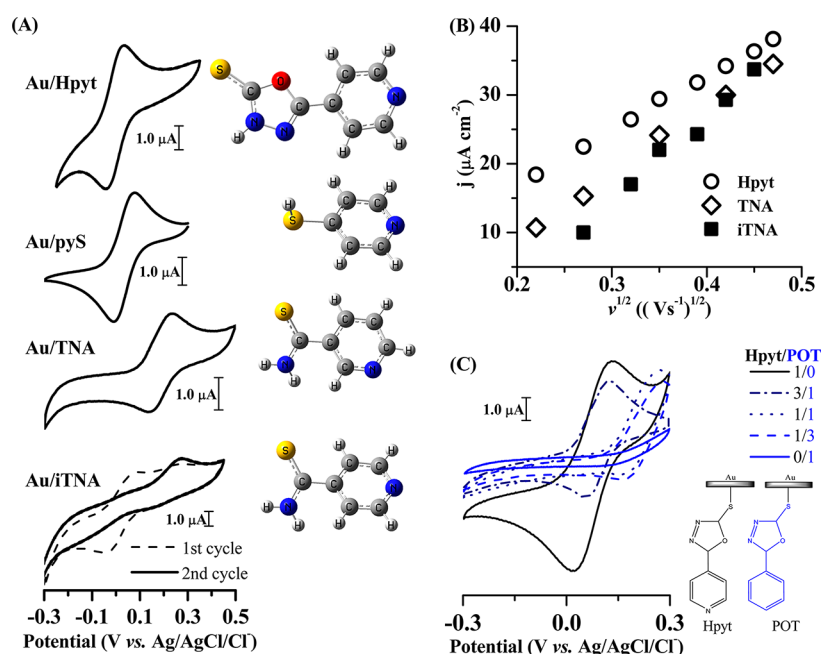 (A)
Au/Hpyt
1.0 µA
S
C
O
C
C
C
C
N
N
N
H
C
C
H
H
H
H
Au/pyS
1.0 µA
H
S
C
C
C
N
C
C
H
H
H
H
Au/TNA
1.0 µA
S
C
C
C
C
C
C
N
N
H
H
H
H
H
H
Au/iTNA
1.0 µA
1st cycle
2nd cycle
S
C
C
C
C
C
C
N
N
H
H
H
H
H
H
-0.3 -0.1 0.1 0.3 0.5
Potential (V vs. Ag/AgCl/Cl-)
(B)
40
30
20
10
j (µA cm-2)
Hpyt
TNA
iTNA
0.2 0.3 0.4 0.5
v1/2 (( Vs-1)1/2)
(C)
1.0 µA
-0.3 0.0 0.3
Potential (V vs. Ag/AgCl/Cl-)
Hpyt/POT
1/0
3/1
1/1
1/3
0/1
Au Au
S S
N N
N N
O O
N
Hpyt POT